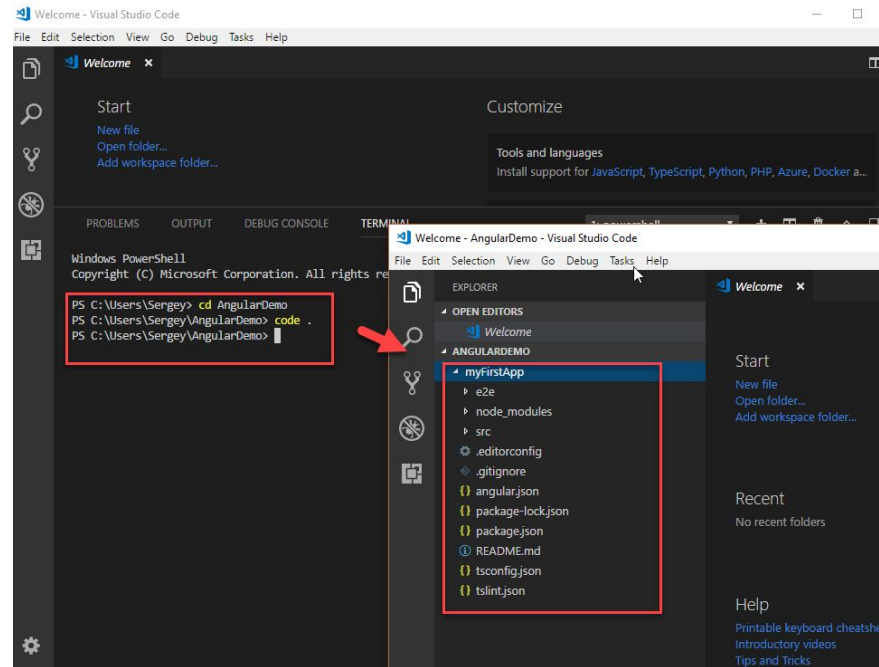 Welcome - Visual Studio Code
File Edit Selection View Go Debug Tasks Help
Welcome
Start
New file
Open folder...
Add workspace folder...
Customize
Tools and languages
Install support for JavaScript, TypeScript, Python, PHP, Azure, Docker a...
PROBLEMS OUTPUT DEBUG CONSOLE TERMINAL
Windows PowerShell
Copyright (C) Microsoft Corporation. All rights re
PS C:\Users\Sergey> cd AngularDemo
PS C:\Users\Sergey\AngularDemo> code .
PS C:\Users\Sergey\AngularDemo>
Welcome - AngularDemo - Visual Studio Code
File Edit Selection View Go Debug Tasks Help
EXPLORER
OPEN EDITORS
Welcome
ANGULARDEMO
myFirstApp
e2e
node_modules
src
.editorconfig
.gitignore
{} angular.json
{} package-lock.json
{} package.json
README.md
{} tsconfig.json
{} tslint.json
Welcome
Start
New file
Open folder...
Add workspace folder...
Recent
No recent folders
Help
Printable keyboard cheatshe
Introductory videos
Tips and Tricks